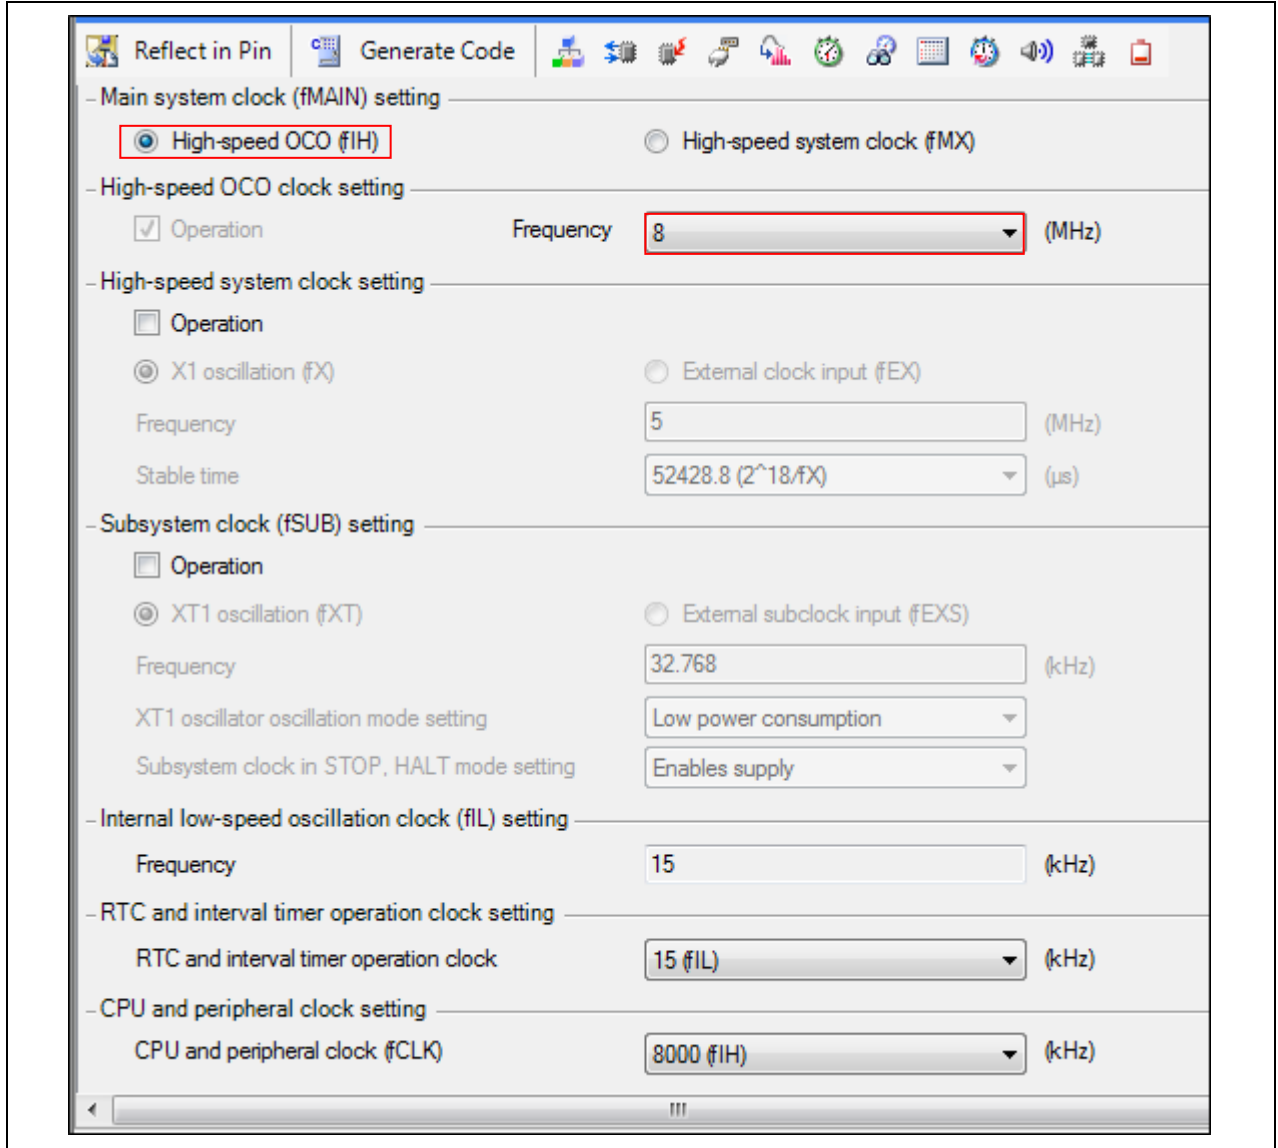 Reflect in Pin Generate Code
Main system clock (fMAIN) setting
High-speed OCO (fIH) High-speed system clock (fMX)
High-speed OCO clock setting
Operation Frequency 8 (MHz)
High-speed system clock setting
Operation
X1 oscillation (fX) External clock input (fEX)
Frequency 5 (MHz)
Stable time 52428.8 (2^18/fX) (µs)
Subsystem clock (fSUB) setting
Operation
XT1 oscillation (fXT) External subclock input (fEXS)
Frequency 32.768 (kHz)
XT1 oscillator oscillation mode setting Low power consumption
Subsystem clock in STOP, HALT mode setting Enables supply
Internal low-speed oscillation clock (fIL) setting
Frequency 15 (kHz)
RTC and interval timer operation clock setting
RTC and interval timer operation clock 15 (fIL) (kHz)
CPU and peripheral clock setting
CPU and peripheral clock (fCLK) 8000 (fIH) (kHz)